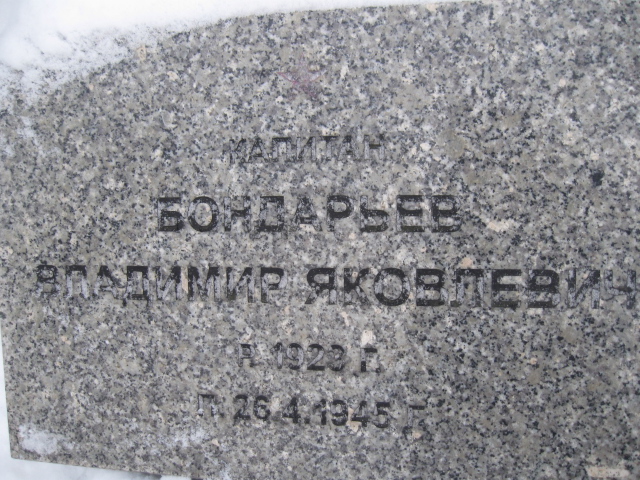 КАПИТАН
БОНДАРЬЕВ
ВЛАДИМИР ЯКОВЛЕВИЧ
Р. 1923 Г.
П. 26.4.1945 Г.